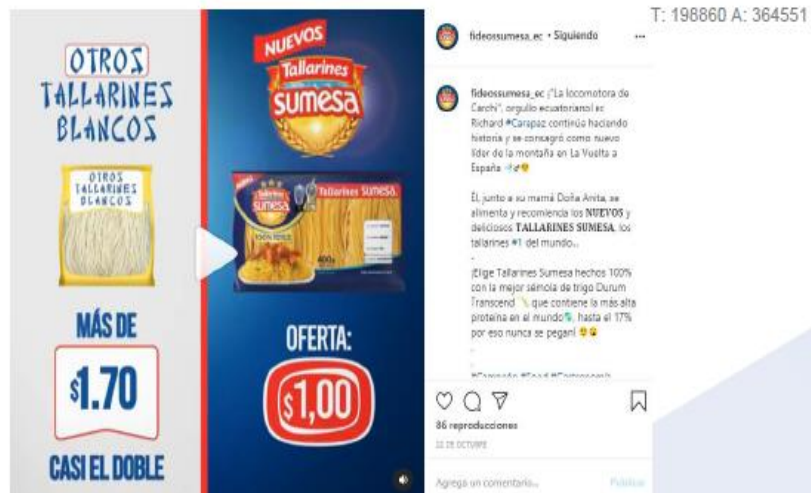 T: 198860 A: 364551
OTROS
TALLARINES
BLANCOS
OTROS
TALLARINES
BLANCOS
MÁS DE
$1.70
CASI EL DOBLE
NUEVOS
Tallarines
sumesa
Tallarines
sumesa
Tallarines sumesa
400g
OFERTA:
$1,00
fideossumesa_ec • Siguiendo
fideossumesa_ec ¡"La locomotora de
Carchi", orgullo ecuatoriano! ec
Richard #Carapaz continúa haciendo
historia y se consagró como nuevo
líder de la montaña en La Vuelta a
España
Él, junto a su mamá Doña Anita, se
alimenta y recomienda los NUEVOS y
deliciosos TALLARINES SUMESA, los
tallarines #1 del mundo...
.
¡Elige Tallarines Sumesa hechos 100%
con la mejor sémola de trigo Durum
Transcend que contiene la más alta
proteína en el mundo, hasta el 17%
por eso nunca se pegan!
.
.
86 reproducciones
22 DE OCTUBRE
Agrega un comentario...
Publicar